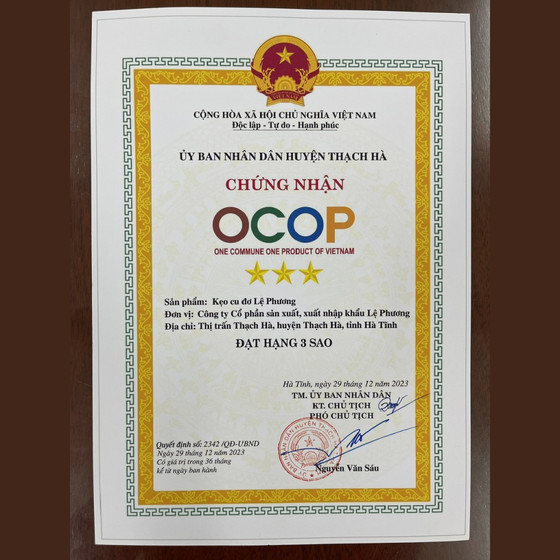 VIỆT NAM
CỘNG HÒA XÃ HỘI CHỦ NGHĨA VIỆT NAM
Độc lập - Tự do - Hạnh phúc
ỦY BAN NHÂN DÂN HUYỆN THẠCH HÀ
CHỨNG NHẬN
OCOP
ONE COMMUNE ONE PRODUCT OF VIETNAM
Sản phẩm: Kẹo cu đơ Lệ Phương
Đơn vị: Công ty Cổ phần sản xuất, xuất nhập khẩu Lệ Phương
Địa chỉ: Thị trấn Thạch Hà, huyện Thạch Hà, tỉnh Hà Tĩnh
ĐẠT HẠNG 3 SAO
Hà Tĩnh, ngày 29 tháng 12 năm 2023
TM. ỦY BAN NHÂN DÂN
KT. CHỦ TỊCH
PHÓ CHỦ TỊCH
Quyết định số: 2342 /QĐ-UBND
Ngày 29 tháng 12 năm 2023
Có giá trị trong 36 tháng
kể từ ngày ban hành
Nguyễn Văn Sáu